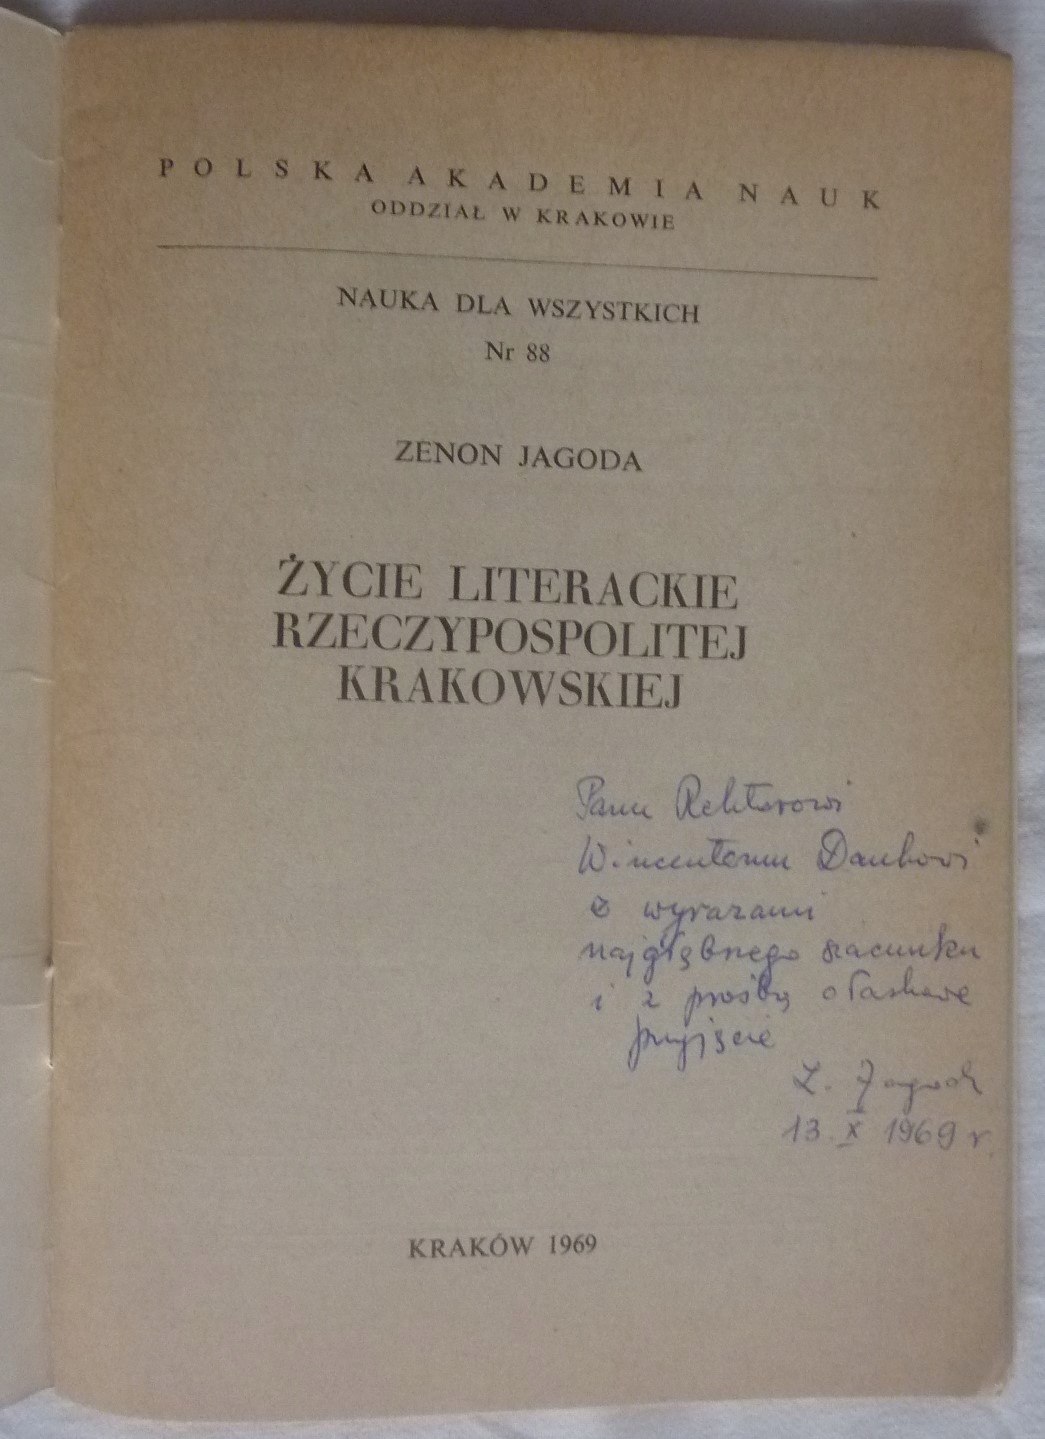 POLSKA AKADEMIA NAUK
ODDZIAŁ W KRAKOWIE
NAUKA DLA WSZYSTKICH
Nr 88
ZENON JAGODA
ŻYCIE LITERACKIE
RZECZYPOSPOLITEJ
KRAKOWSKIEJ
Panu Rektorowi
Wincentemu Dankowi
z wyrazami
najgłębszego szacunku
i z prośbą o łaskawe
przyjęcie
Z. Jagoda
13. X 1969 r.
KRAKÓW 1969